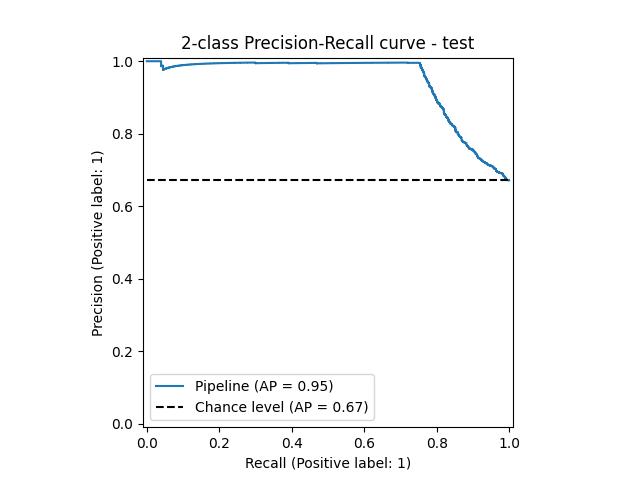 2-class Precision-Recall curve - test
1.0
0.8
0.6
0.4
0.2
0.0
Precision (Positive label: 1)
Pipeline (AP = 0.95)
Chance level (AP = 0.67)
0.0 0.2 0.4 0.6 0.8 1.0
Recall (Positive label: 1)